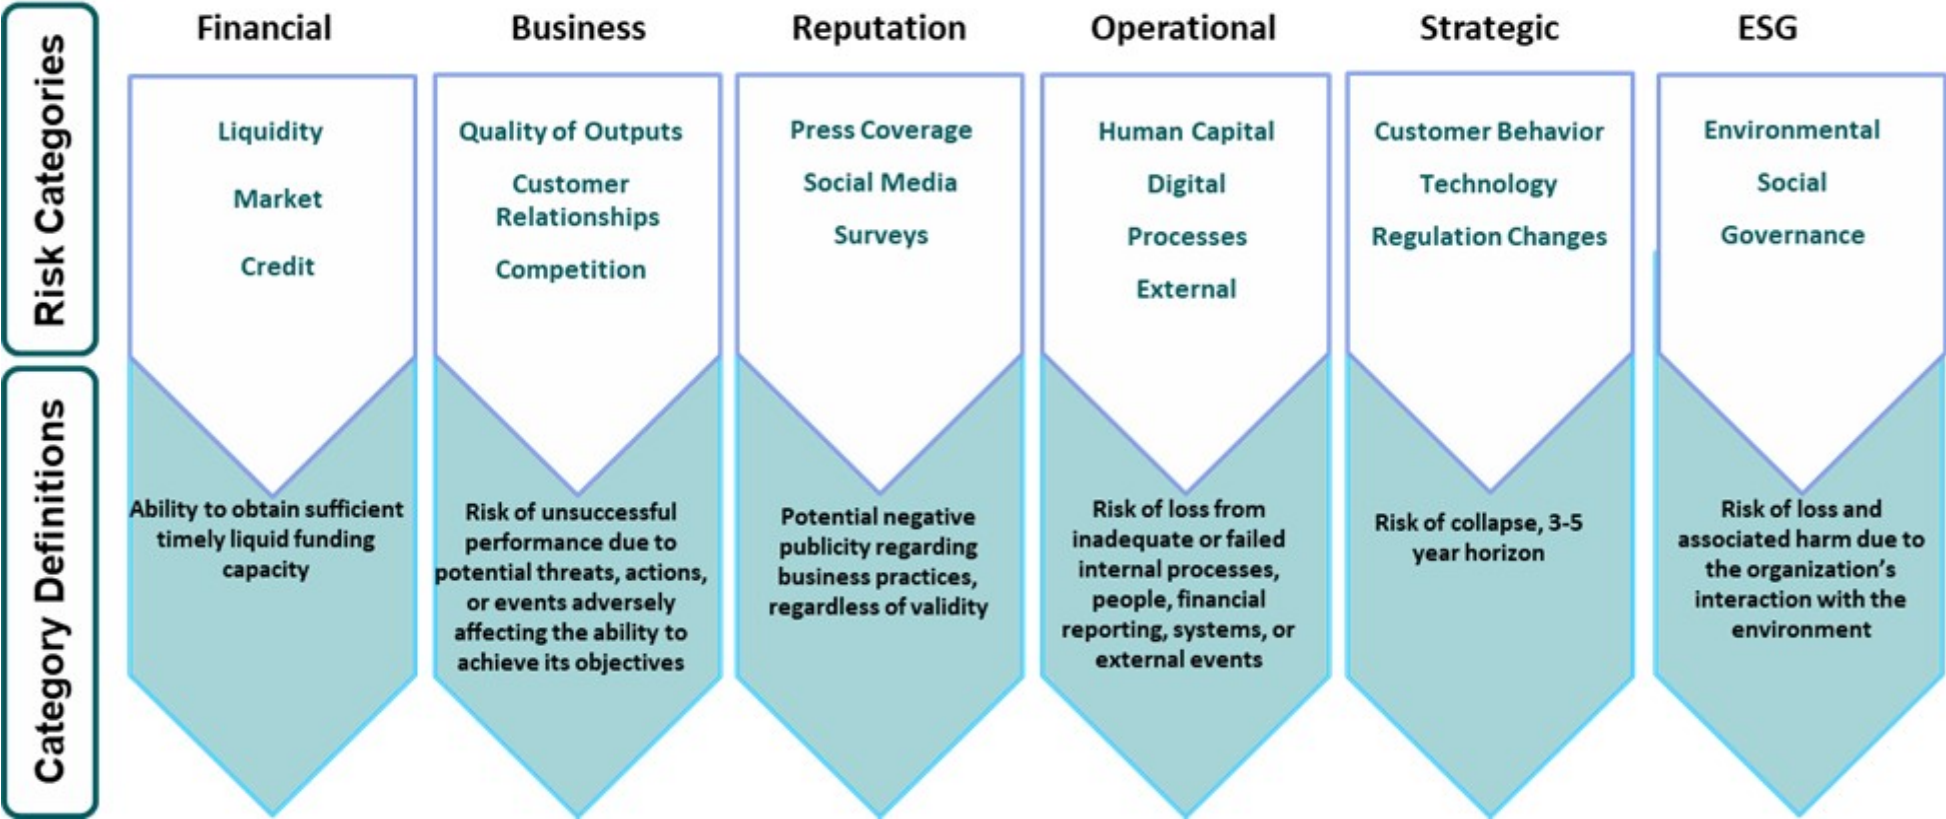 Risk Categories
Financial
Liquidity
Market
Credit
Business
Quality of Outputs
Customer
Relationships
Competition
Reputation
Press Coverage
Social Media
Surveys
Operational
Human Capital
Digital
Processes
External
Strategic
Customer Behavior
Technology
Regulation Changes
ESG
Environmental
Social
Governance
Category Definitions
Ability to obtain sufficient
timely liquid funding
capacity
Risk of unsuccessful
performance due to
potential threats, actions,
or events adversely
affecting the ability to
achieve its objectives
Potential negative
publicity regarding
business practices,
regardless of validity
Risk of loss from
inadequate or failed
internal processes,
people, financial
reporting, systems, or
external events
Risk of collapse, 3-5
year horizon
Risk of loss and
associated harm due to
the organization's
interaction with the
environment